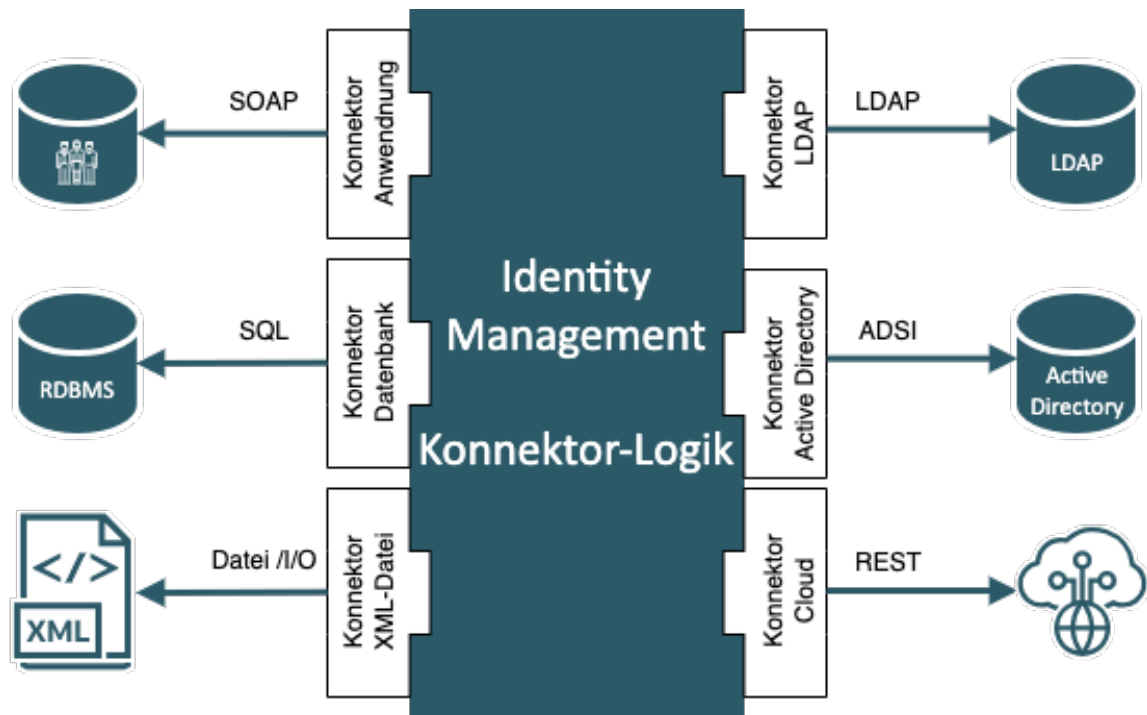 SOAP
Konnektor
Anwendnung
Konnektor
LDAP
LDAP
LDAP
SQL
RDBMS
Konnektor
Datenbank
Identity
Management
Konnektor-Logik
Konnektor
Active Directory
ADSI
Active
Directory
Datei /I/O
</>
XML
Konnektor
XML-Datei
Konnektor
Cloud
REST